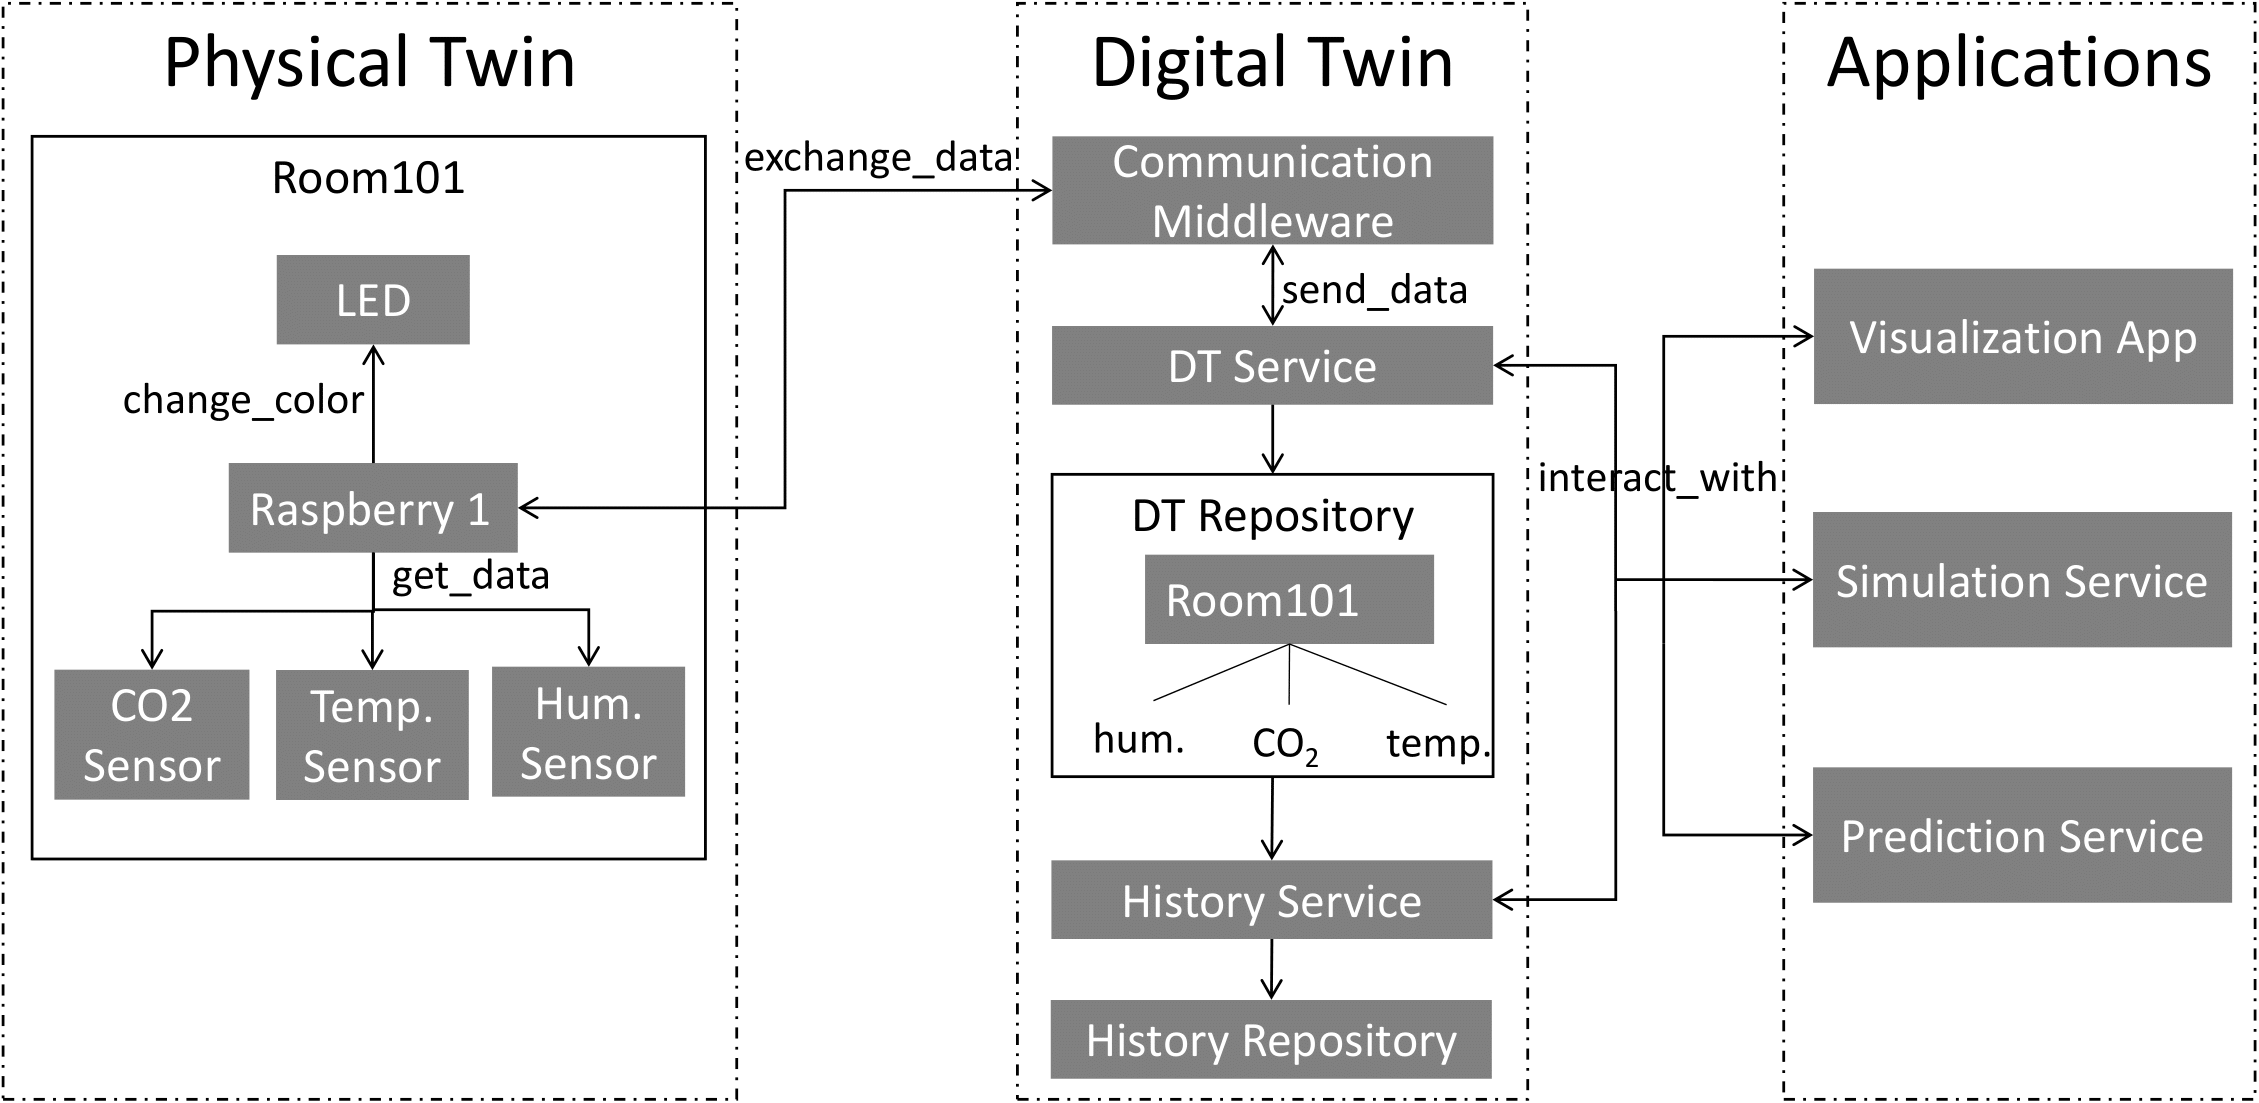 Physical Twin
Room101
LED
change_color
Raspberry 1
get_data
CO2
Sensor
Temp.
Sensor
Hum.
Sensor
exchange_data
Digital Twin
Communication
Middleware
send_data
DT Service
DT Repository
Room101
hum.
CO₂
temp.
History Service
History Repository
interact_with
Applications
Visualization App
Simulation Service
Prediction Service